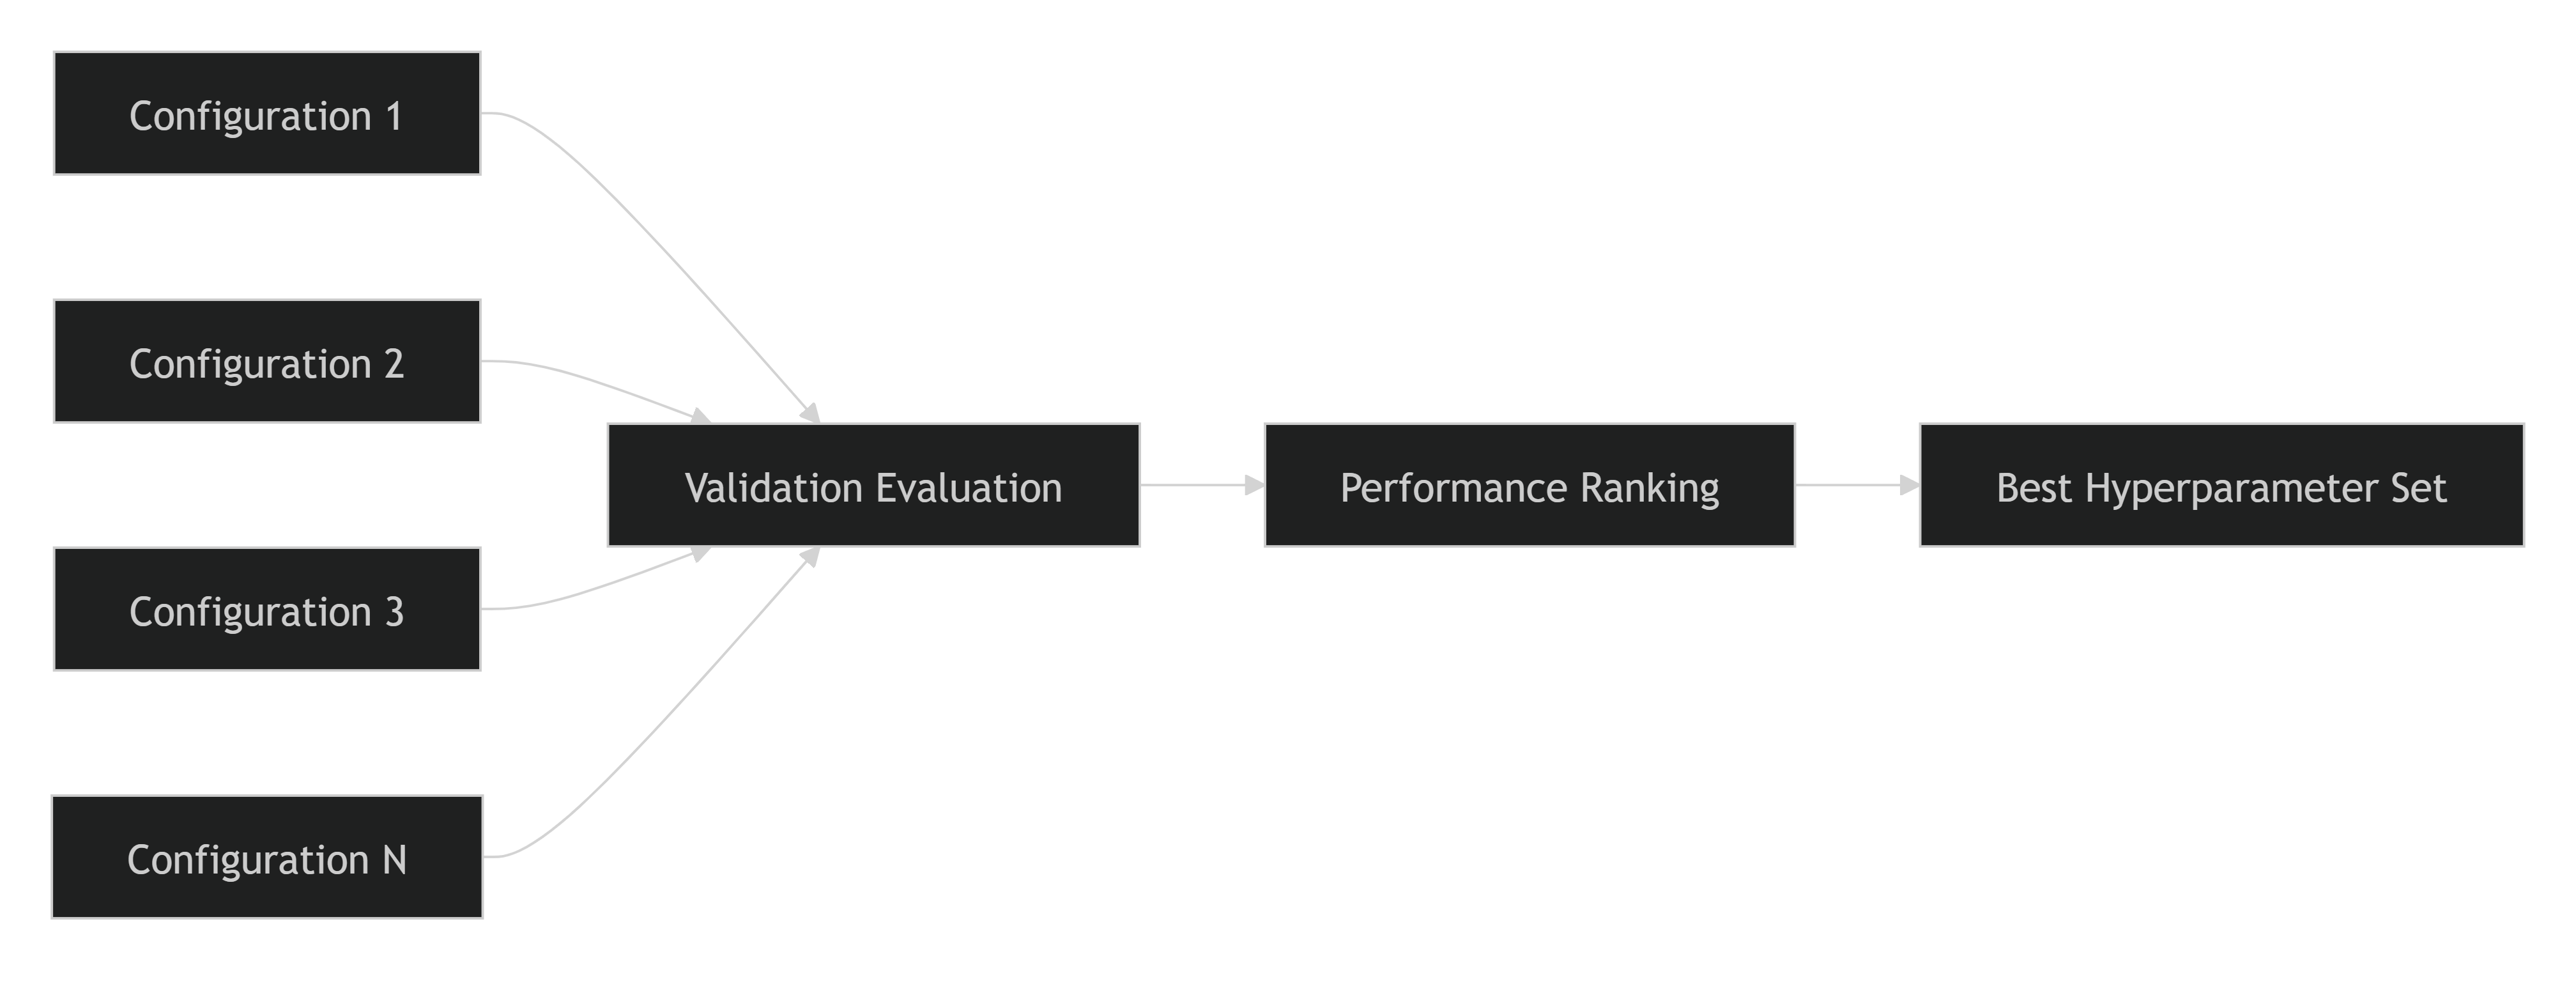 Configuration 1
Configuration 2
Configuration 3
Configuration N
Validation Evaluation
Performance Ranking
Best Hyperparameter Set